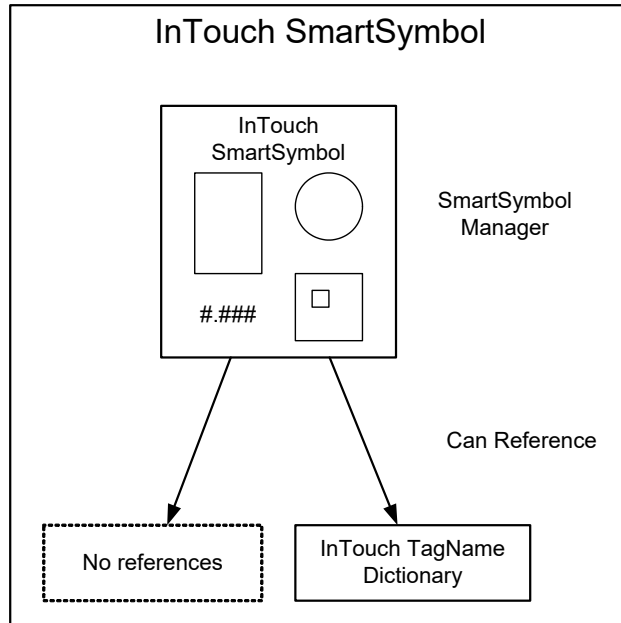 InTouch SmartSymbol
InTouch
SmartSymbol
SmartSymbol
Manager
#.###
Can Reference
No references
InTouch TagName
Dictionary